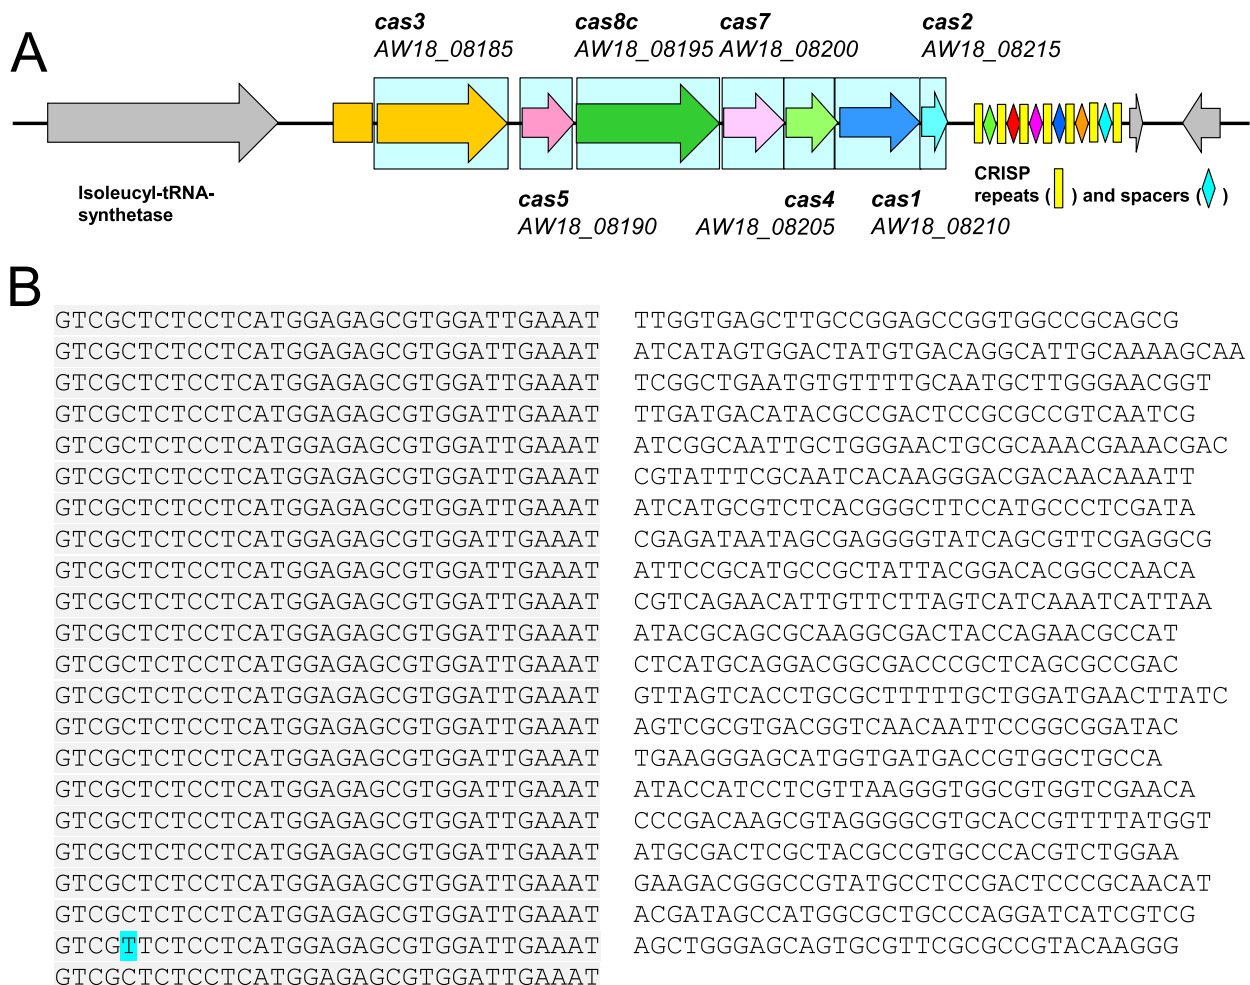 A
cas3 cas8c cas7 cas2
AW18_08185 AW18_08195 AW18_08200 AW18_08215
Isoleucyl-tRNA-
synthetase
CRISP
repeats ( ) and spacers ( )
cas5 cas4 cas1
AW18_08190 AW18_08205 AW18_08210
B
GTCGCTCTCCTCATGGAGAGCGTGGATTGAAAT TTGGTGAGCTTGCCGGAGCCGGTGGCCGCAGCG
GTCGCTCTCCTCATGGAGAGCGTGGATTGAAAT ATCATAGTGGACTATGTGACAGGCATTGCAAAAGCAA
GTCGCTCTCCTCATGGAGAGCGTGGATTGAAAT TCGGCTGAATGTGTTTTGCAATGCTTGGGAACGGT
GTCGCTCTCCTCATGGAGAGCGTGGATTGAAAT TTGATGACATACGCCGACTCCGCGCCGTCAATCG
GTCGCTCTCCTCATGGAGAGCGTGGATTGAAAT ATCGGCAATTGCTGGGAACTGCGCAAACGAAACGAC
GTCGCTCTCCTCATGGAGAGCGTGGATTGAAAT CGTATTTCGCAATCACAAGGGACGACAACAAATT
GTCGCTCTCCTCATGGAGAGCGTGGATTGAAAT ATCATGCGTCTCACGGGCTTCCATGCCCTCGATA
GTCGCTCTCCTCATGGAGAGCGTGGATTGAAAT CGAGATAATAGCGAGGGGTATCAGCGTTCGAGGCG
GTCGCTCTCCTCATGGAGAGCGTGGATTGAAAT ATTCCGCATGCCGCTATTACGGACACGGCCAACA
GTCGCTCTCCTCATGGAGAGCGTGGATTGAAAT CGTCAGAACATTGTTCTTAGTCATCAAATCATTAA
GTCGCTCTCCTCATGGAGAGCGTGGATTGAAAT ATACGCAGCGCAAGGCGACTACCAGAACGCCAT
GTCGCTCTCCTCATGGAGAGCGTGGATTGAAAT CTCATGCAGGACGGCGACCCGCTCAGCGCCGAC
GTCGCTCTCCTCATGGAGAGCGTGGATTGAAAT GTTAGTCACCTGCGCTTTTTGCTGGATGAACTTATC
GTCGCTCTCCTCATGGAGAGCGTGGATTGAAAT AGTCGCGTGACGGTCAACAATTCCGGCGGATAC
GTCGCTCTCCTCATGGAGAGCGTGGATTGAAAT TGAAGGGAGCATGGTGATGACCGTGGCTGCCA
GTCGCTCTCCTCATGGAGAGCGTGGATTGAAAT ATACCATCCTCGTTAAGGGTGGCGTGGTCGAACA
GTCGCTCTCCTCATGGAGAGCGTGGATTGAAAT CCCGACAAGCGTAGGGGCGTGCACCGTTTTATGGT
GTCGCTCTCCTCATGGAGAGCGTGGATTGAAAT ATGCGACTCGCTACGCCGTGCCCACGTCTGGAA
GTCGCTCTCCTCATGGAGAGCGTGGATTGAAAT GAAGACGGGCCGTATGCCTCCGACTCCCGCAACAT
GTCGCTCTCCTCATGGAGAGCGTGGATTGAAAT ACGATAGCCATGGCGCTGCCCAGGATCATCGTCG
GTCGTTCTCCTCATGGAGAGCGTGGATTGAAAT AGCTGGGAGCAGTGCGTTCGCGCCGTACAAGGG
GTCGCTCTCCTCATGGAGAGCGTGGATTGAAAT